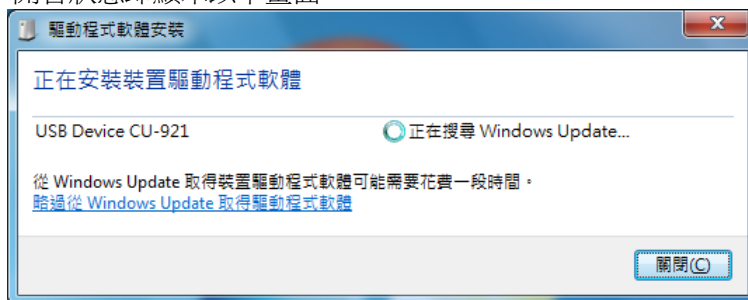 驅動程式軟體安裝
正在安裝裝置驅動程式軟體
USB Device CU-921 正在搜尋 Windows Update...
從 Windows Update 取得裝置驅動程式軟體可能需要花費一段時間。
略過從 Windows Update 取得驅動程式軟體
關閉(C)